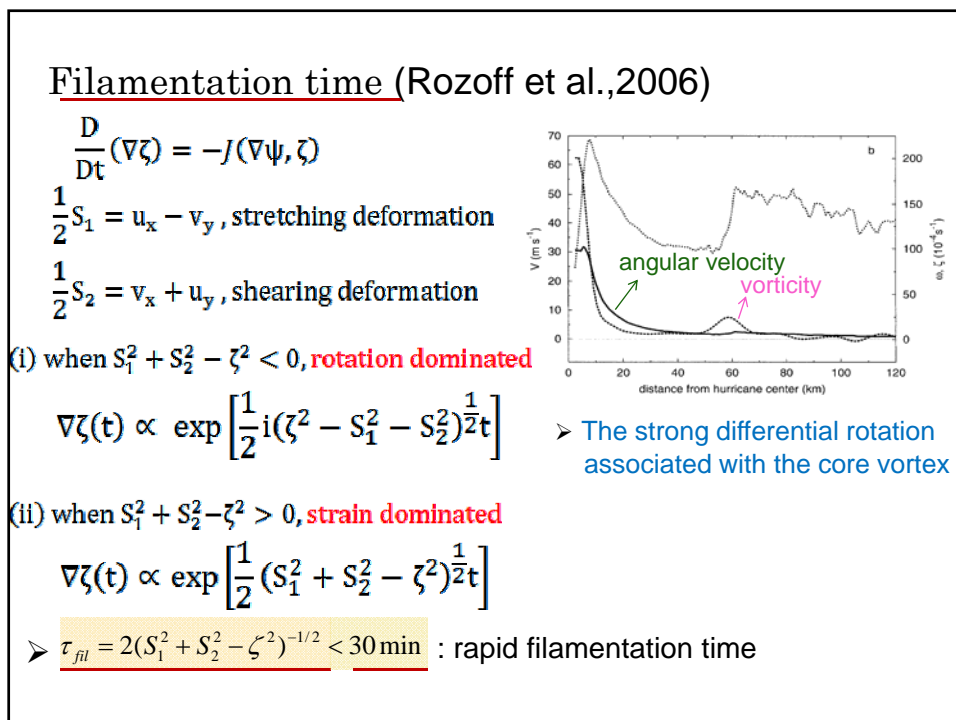 Filamentation time (Rozoff et al.,2006)
D/Dt (∇ζ) = −J(∇ψ, ζ)
1/2 S₁ = uₓ − v_y , stretching deformation
1/2 S₂ = vₓ + u_y , shearing deformation
(i) when S₁² + S₂² − ζ² < 0, rotation dominated
∇ζ(t) ∝ exp[1/2 i(ζ² − S₁² − S₂²)^1/2 t]
(ii) when S₁² + S₂² − ζ² > 0, strain dominated
∇ζ(t) ∝ exp[1/2 (S₁² + S₂² − ζ²)^1/2 t]
➢ τ_fil = 2(S₁² + S₂² − ζ²)^−1/2 < 30 min : rapid filamentation time
b
70
60
50
40
30
20
10
0
V (m s⁻¹)
200
150
100
50
0
ω, ζ (10⁻⁴ s⁻¹)
angular velocity
vorticity
0 20 40 60 80 100 120
distance from hurricane center (km)
➢ The strong differential rotation
associated with the core vortex